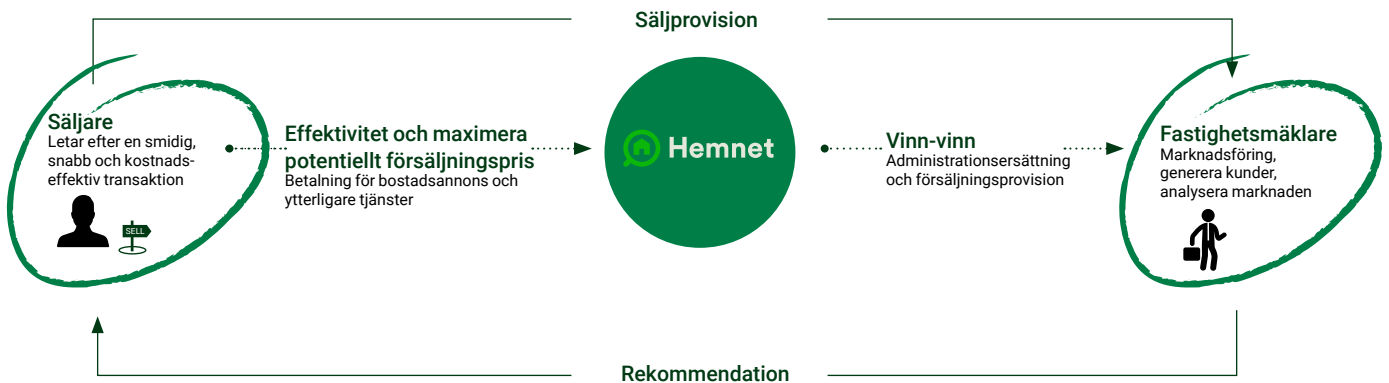 Säljprovision
Säljare
Letar efter en smidig,
snabb och kostnads-
effektiv transaktion
SELL
Effektivitet och maximera
potentiellt försäljningspris
Betalning för bostadsannons och
ytterligare tjänster
Hemnet
Vinn-vinn
Administrationsersättning
och försäljningsprovision
Fastighetsmäklare
Marknadsföring,
generera kunder,
analysera marknaden
Rekommendation